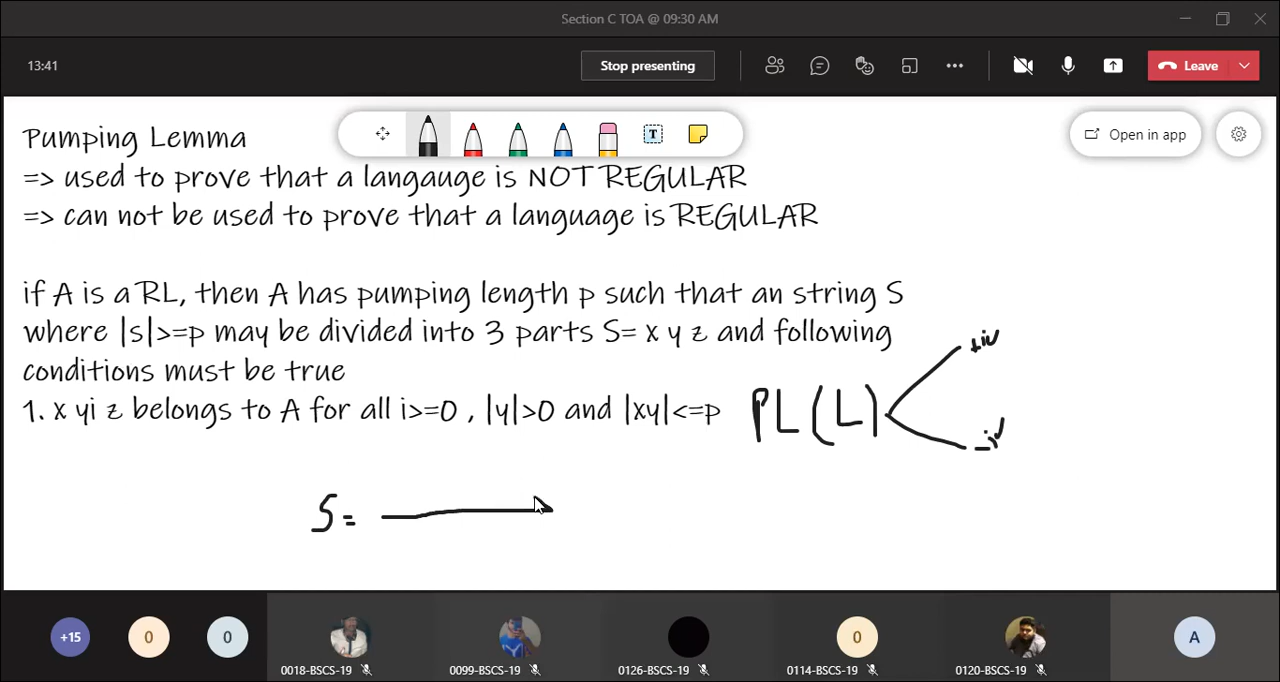 Section C TOA @ 09:30 AM
13:41
Stop presenting
Leave
Pumping Lemma
T
Open in app
=> used to prove that a langauge is NOT REGULAR
=> can not be used to prove that a language is REGULAR
if A is a RL, then A has pumping length p such that an string S
where |s|>=p may be divided into 3 parts S= x y z and following
conditions must be true
1. x yi z belongs to A for all i>=0 , |y|>0 and |xy|<=p
PL(L)
+iv
-iv
S=
+15
0
0
0
A
0018-BSCS-19
0099-BSCS-19
0126-BSCS-19
0114-BSCS-19
0120-BSCS-19